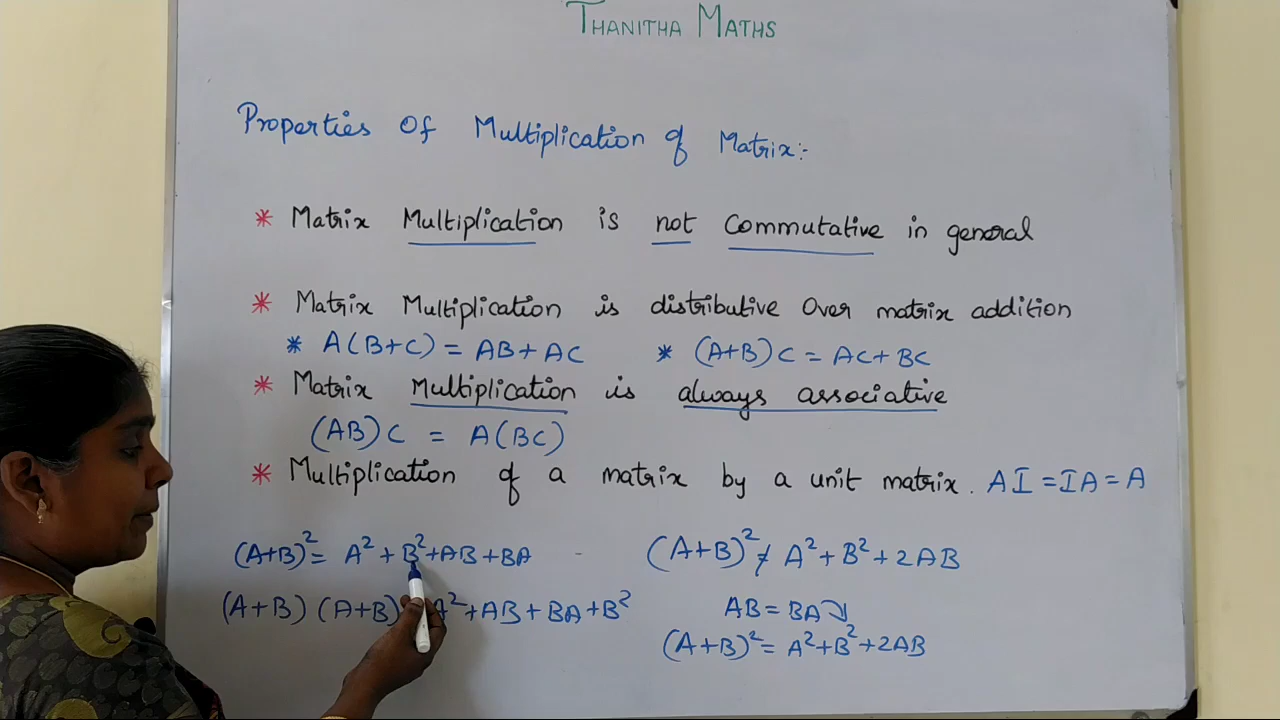 THANITHA MATHS
Properties Of Multiplication of Matrix:-
* Matrix Multiplication is not Commutative in general
* Matrix Multiplication is distributive Over matrix addition
* A(B+C) = AB+AC * (A+B)C = AC+BC
* Matrix Multiplication is always associative
(AB)C = A(BC)
* Multiplication of a matrix by a unit matrix. AI=IA=A
(A+B)²= A²+B²+AB+BA (A+B)²≠ A²+B²+2AB
(A+B)(A+B) A²+AB+BA+B² AB=BA
(A+B)²= A²+B²+2AB